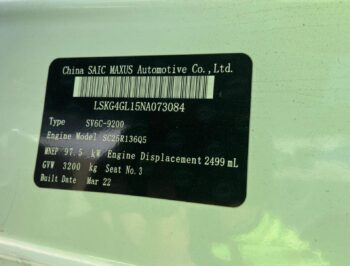 China SAIC MAXUS Automotive Co., Ltd.
LSKG4GL15NA073084
Type SV6C-9200
Engine Model SC25R136Q5
MNEP 97.5 kW Engine Displacement 2499 mL
GVW 3200 kg Seat No. 3
Built Date Mar 22